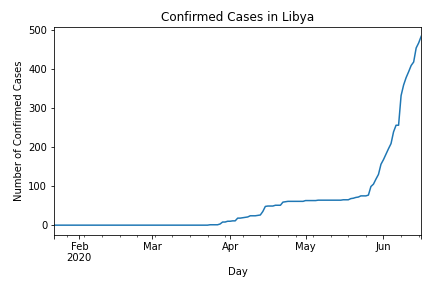 Confirmed Cases in Libya
500
400
300
200
100
0
Number of Confirmed Cases
Feb Mar Apr May Jun
2020
Day